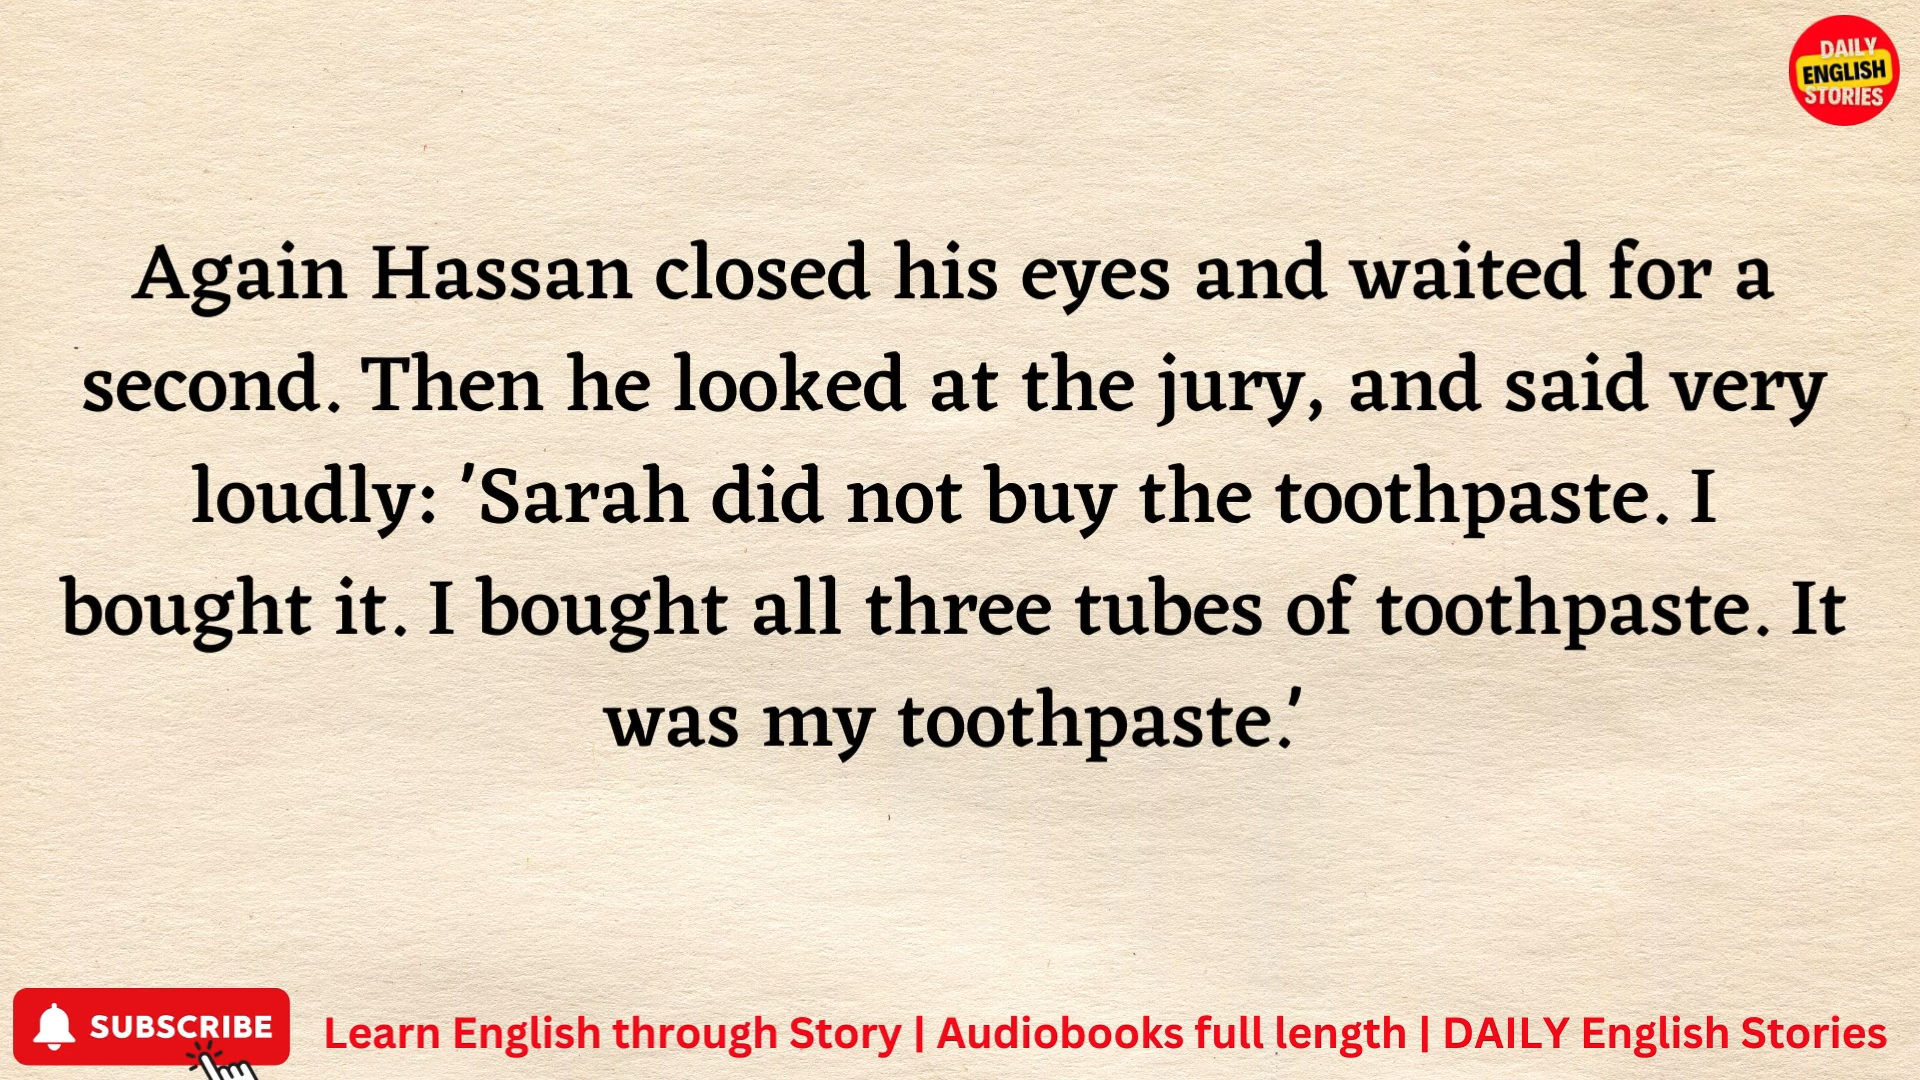 DAILY
ENGLISH
STORIES
Again Hassan closed his eyes and waited for a
second. Then he looked at the jury, and said very
loudly: 'Sarah did not buy the toothpaste. I
bought it. I bought all three tubes of toothpaste. It
was my toothpaste.'
SUBSCRIBE
Learn English through Story | Audiobooks full length | DAILY English Stories